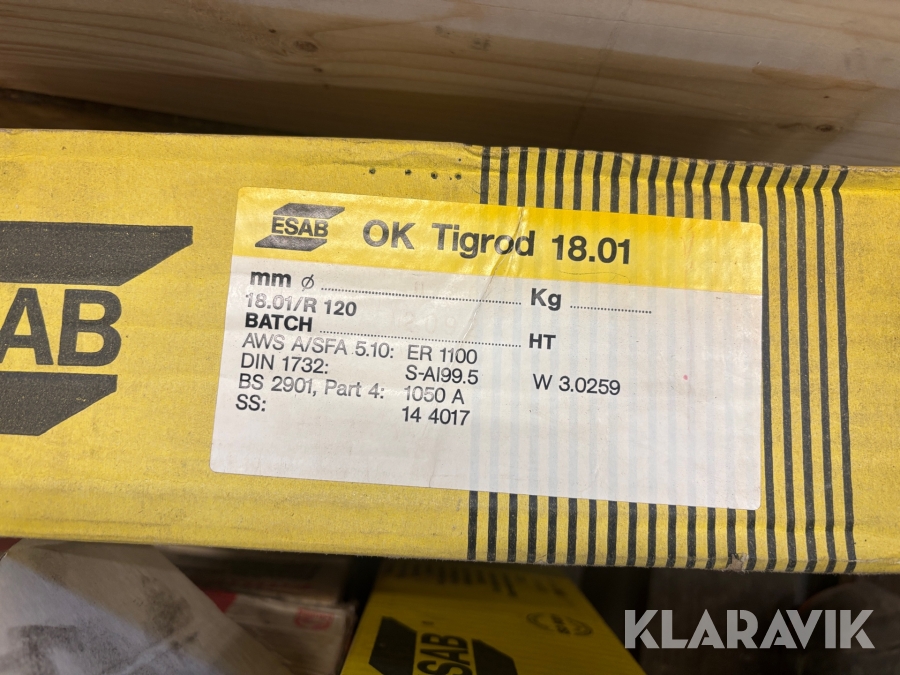 ESAB OK Tigrod 18.01
mm ø ........ Kg ........
18.01/R 120
BATCH ........ HT
AWS A/SFA 5.10: ER 1100
DIN 1732: S-Al99.5 W 3.0259
BS 2901, Part 4: 1050 A
SS: 14 4017
SAB
ESAB
KLARAVIK